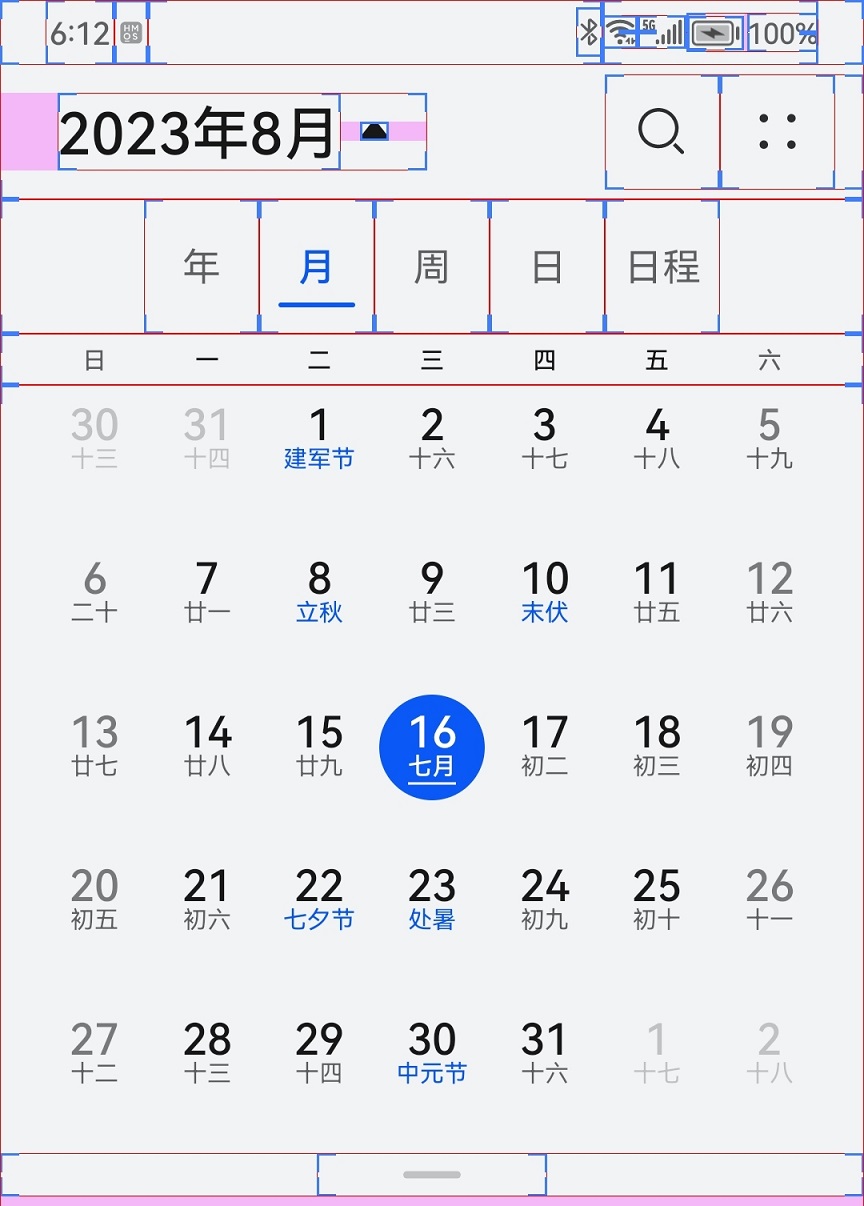 6:12 HMOS 5G 100%
2023年8月
年 月 周 日 日程
日 一 二 三 四 五 六
30 31 1 2 3 4 5
十三 十四 建军节 十六 十七 十八 十九
6 7 8 9 10 11 12
二十 廿一 立秋 廿三 末伏 廿五 廿六
13 14 15 16 17 18 19
廿七 廿八 廿九 七月 初二 初三 初四
20 21 22 23 24 25 26
初五 初六 七夕节 处暑 初九 初十 十一
27 28 29 30 31 1 2
十二 十三 十四 中元节 十六 十七 十八